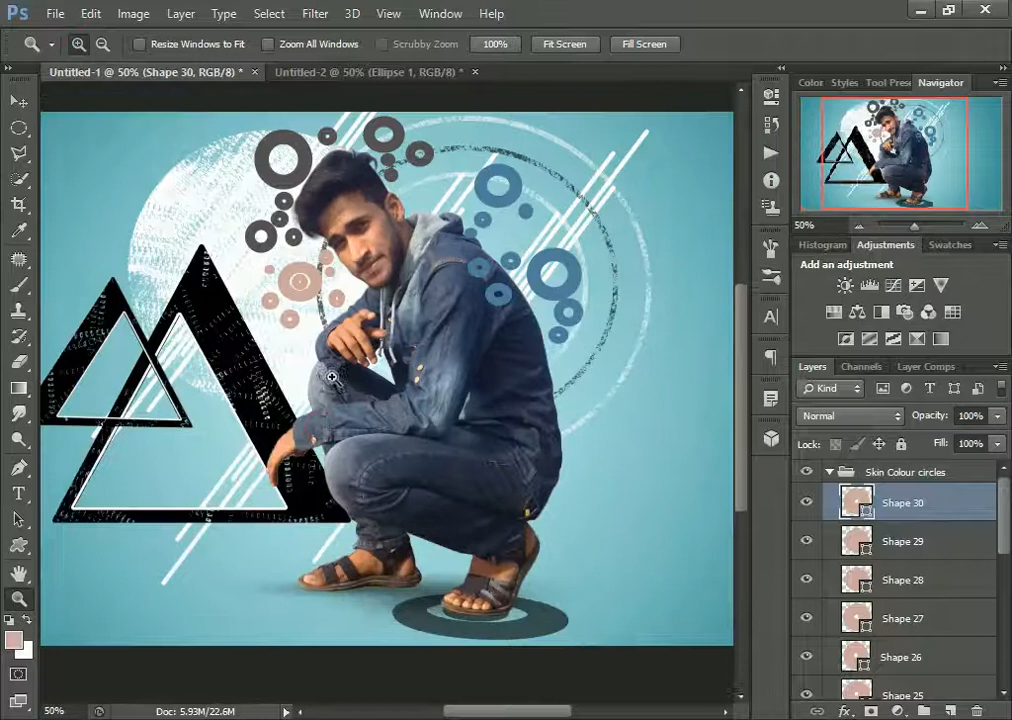 Ps File Edit Image Layer Type Select Filter 3D View Window Help
Resize Windows to Fit Zoom All Windows Scrubby Zoom 100% Fit Screen Fill Screen
Untitled-1 @ 50% (Shape 30, RGB/8) * × Untitled-2 @ 50% (Ellipse 1, RGB/8) * ×
Color Styles Tool Prese Navigator
50%
Histogram Adjustments Swatches
Add an adjustment
Layers Channels Layer Comps
Kind
Normal Opacity: 100%
Lock: Fill: 100%
Skin Colour circles
Shape 30
Shape 29
Shape 28
Shape 27
Shape 26
Shape 25
50% Doc: 5.93M/22.6M